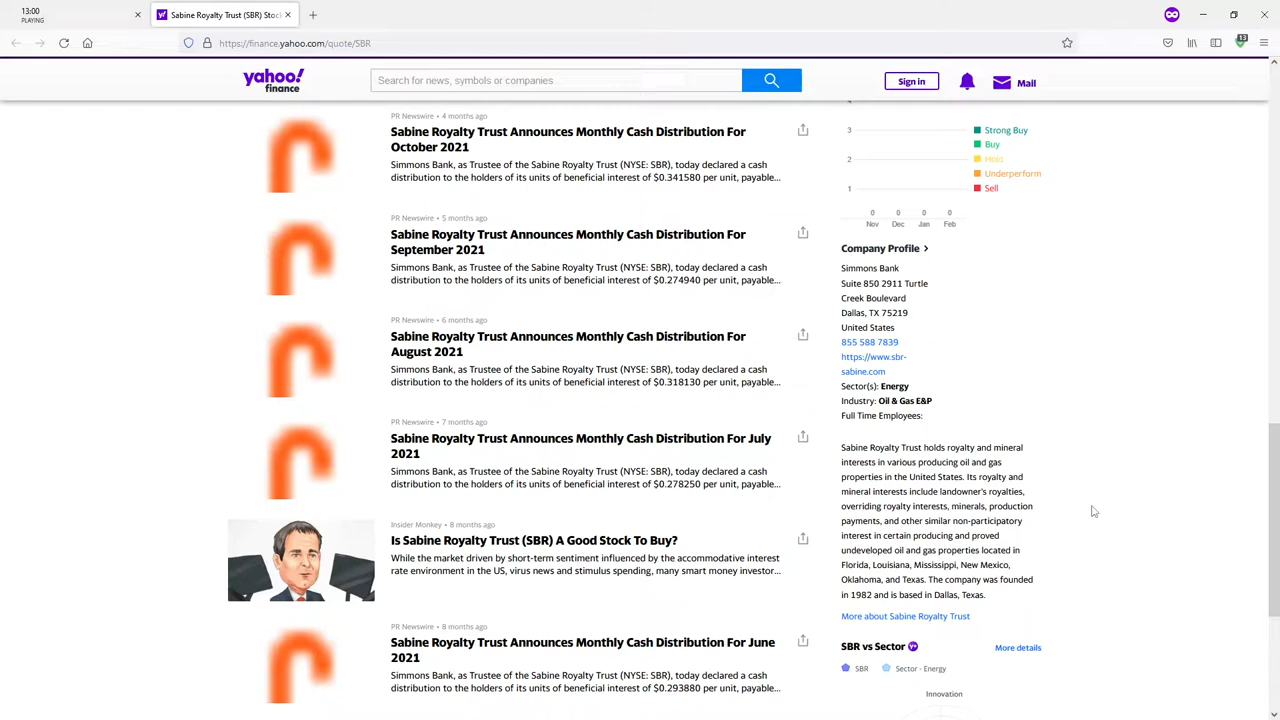 13:00
PLAYING
Sabine Royalty Trust (SBR) Stock
13
https://finance.yahoo.com/quote/SBR
yahoo!
finance
Search for news, symbols or companies
Sign in
Mail
PR Newswire • 4 months ago
Sabine Royalty Trust Announces Monthly Cash Distribution For
October 2021
Simmons Bank, as Trustee of the Sabine Royalty Trust (NYSE: SBR), today declared a cash
distribution to the holders of its units of beneficial interest of $0.341580 per unit, payable...
PR Newswire • 5 months ago
Sabine Royalty Trust Announces Monthly Cash Distribution For
September 2021
Simmons Bank, as Trustee of the Sabine Royalty Trust (NYSE: SBR), today declared a cash
distribution to the holders of its units of beneficial interest of $0.274940 per unit, payable...
PR Newswire • 6 months ago
Sabine Royalty Trust Announces Monthly Cash Distribution For
August 2021
Simmons Bank, as Trustee of the Sabine Royalty Trust (NYSE: SBR), today declared a cash
distribution to the holders of its units of beneficial interest of $0.318130 per unit, payable...
PR Newswire • 7 months ago
Sabine Royalty Trust Announces Monthly Cash Distribution For July
2021
Simmons Bank, as Trustee of the Sabine Royalty Trust (NYSE: SBR), today declared a cash
distribution to the holders of its units of beneficial interest of $0.278250 per unit, payable...
Insider Monkey • 8 months ago
Is Sabine Royalty Trust (SBR) A Good Stock To Buy?
While the market driven by short-term sentiment influenced by the accommodative interest
rate environment in the US, virus news and stimulus spending, many smart money investor...
PR Newswire • 8 months ago
Sabine Royalty Trust Announces Monthly Cash Distribution For June
2021
Simmons Bank, as Trustee of the Sabine Royalty Trust (NYSE: SBR), today declared a cash
distribution to the holders of its units of beneficial interest of $0.293880 per unit, payable...
3
2
1
Strong Buy
Buy
Hold
Underperform
Sell
0 0 0 0
Nov Dec Jan Feb
Company Profile
Simmons Bank
Suite 850 2911 Turtle
Creek Boulevard
Dallas, TX 75219
United States
855 588 7839
https://www.sbr-
sabine.com
Sector(s): Energy
Industry: Oil & Gas E&P
Full Time Employees:
Sabine Royalty Trust holds royalty and mineral
interests in various producing oil and gas
properties in the United States. Its royalty and
mineral interests include landowner's royalties,
overriding royalty interests, minerals, production
payments, and other similar non-participatory
interest in certain producing and proved
undeveloped oil and gas properties located in
Florida, Louisiana, Mississippi, New Mexico,
Oklahoma, and Texas. The company was founded
in 1982 and is based in Dallas, Texas.
More about Sabine Royalty Trust
SBR vs Sector
More details
SBR
Sector - Energy
Innovation